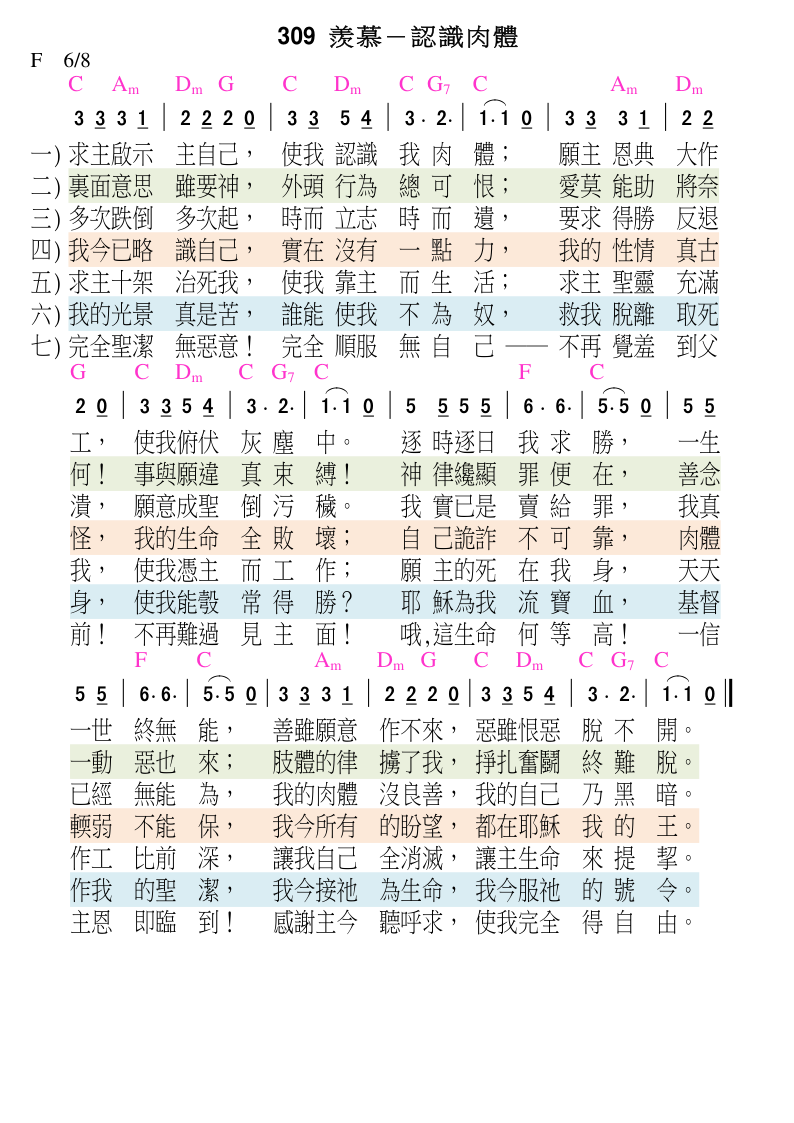 309 羨慕－認識肉體
F 6/8
C Am Dm G C Dm C G7 C Am Dm
3 3 3 1 | 2 2 2 0 | 3 3 5 4 | 3 · 2 · | 1 · 1 0 | 3 3 3 1 | 2 2
一) 求主啟示 主自己， 使我 認識 我 肉 體； 願主 恩典 大作
二) 裏面意思 雖要神， 外頭 行為 總 可 恨； 愛莫 能助 將奈
三) 多次跌倒 多次起， 時而 立志 時 而 遺， 要求 得勝 反退
四) 我今已略 識自己， 實在 沒有 一 點 力， 我的 性情 真古
五) 求主十架 治死我， 使我 靠主 而 生 活； 求主 聖靈 充滿
六) 我的光景 真是苦， 誰能 使我 不 為 奴， 救我 脫離 取死
七) 完全聖潔 無惡意！ 完全 順服 無 自 己 —— 不再 覺羞 到父
G C Dm C G7 C F C
2 0 | 3 3 5 4 | 3 · 2 · | 1 · 1 0 | 5 5 5 5 | 6 · 6 · | 5 · 5 0 | 5 5
工， 使我俯伏 灰 塵 中。 逐 時逐日 我 求 勝， 一生
何！ 事與願違 真 束 縛！ 神 律纔顯 罪 便 在， 善念
潰， 願意成聖 倒 污 穢。 我 實已是 賣 給 罪， 我真
怪， 我的生命 全 敗 壞； 自 己詭詐 不 可 靠， 肉體
我， 使我憑主 而 工 作； 願 主的死 在 我 身， 天天
身， 使我能彀 常 得 勝？ 耶 穌為我 流 寶 血， 基督
前！ 不再難過 見 主 面！ 哦,這生命 何 等 高！ 一信
F C Am Dm G C Dm C G7 C
5 5 | 6 · 6 · | 5 · 5 0 | 3 3 3 1 | 2 2 2 0 | 3 3 5 4 | 3 · 2 · | 1 · 1 0
一世 終無 能， 善雖願意 作不來， 惡雖恨惡 脫 不 開。
一動 惡也 來； 肢體的律 擄了我， 掙扎奮鬭 終 難 脫。
已經 無能 為， 我的肉體 沒良善， 我的自己 乃 黑 暗。
輭弱 不能 保， 我今所有 的盼望， 都在耶穌 我 的 王。
作工 比前 深， 讓我自己 全消滅， 讓主生命 來 提 挈。
作我 的聖 潔， 我今接祂 為生命， 我今服祂 的 號 令。
主恩 即臨 到！ 感謝主今 聽呼求， 使我完全 得 自 由。